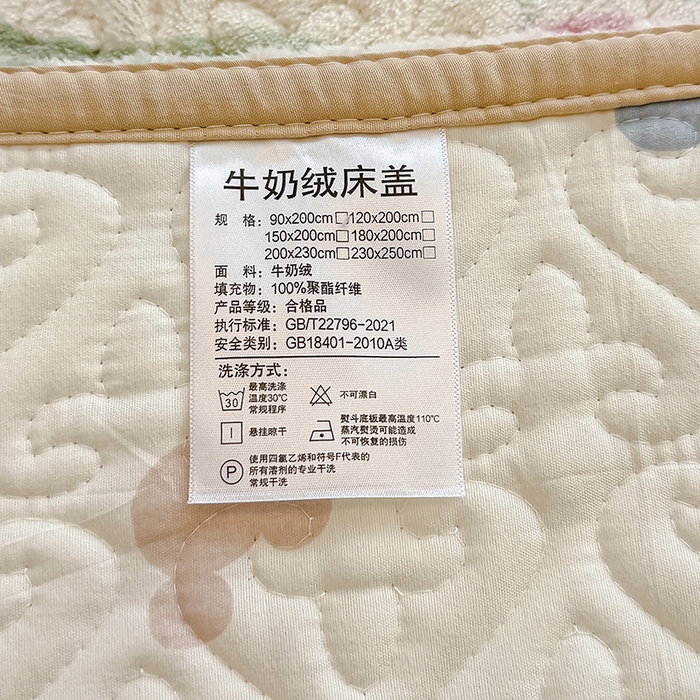 牛奶绒床盖
规 格: 90x200cm□120x200cm□
150x200cm□180x200cm□
200x230cm□230x250cm□
面 料: 牛奶绒
填充物: 100%聚酯纤维
产品等级: 合格品
执行标准: GB/T22796-2021
安全类别: GB18401-2010A类
洗涤方式:
30
最高洗涤
温度30℃
常规程序
不可漂白
悬挂晾干
熨斗底板最高温度110℃
蒸汽熨烫可能造成
不可恢复的损伤
P
使用四氯乙烯和符号F代表的
所有溶剂的专业干洗
常规干洗